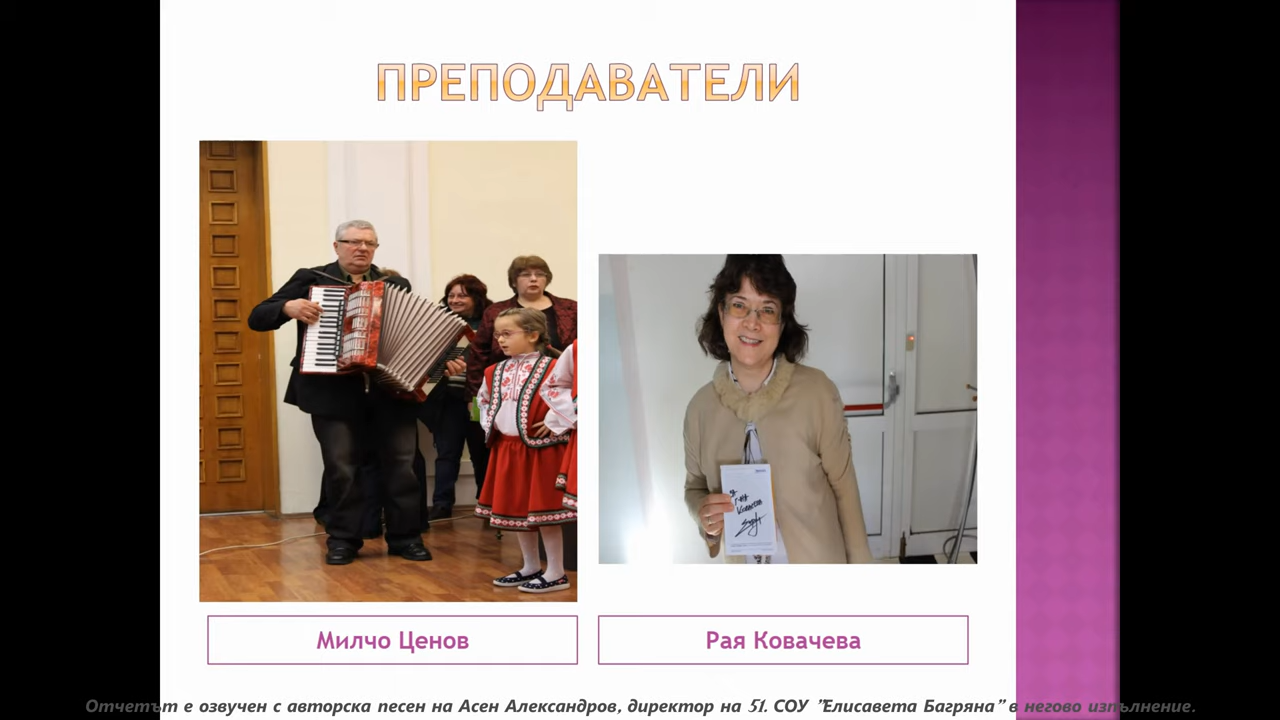 ПРЕПОДАВАТЕЛИ
Милчо Ценов
Рая Ковачева
Отчетът е озвучен с авторска песен на Асен Александров, директор на 51. СОУ "Елисавета Багряна" в негово изпълнение.